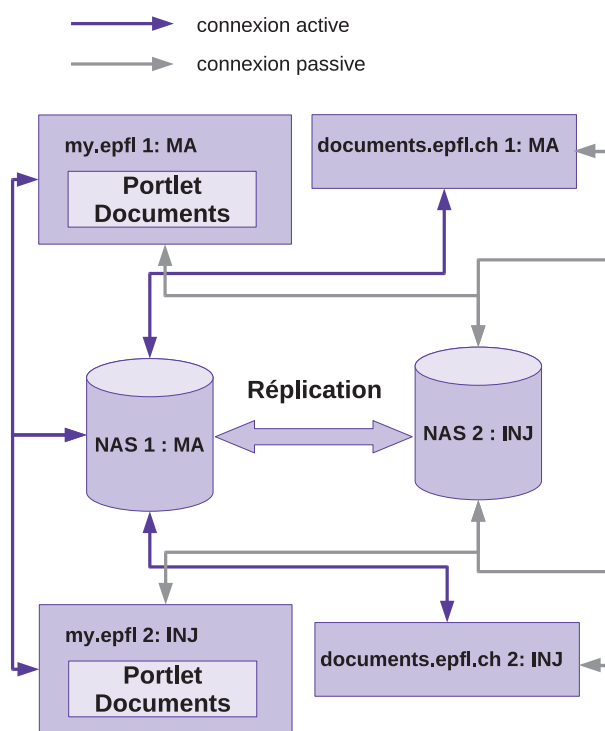 connexion active
connexion passive
my.epfl 1: MA
Portlet
Documents
documents.epfl.ch 1: MA
Réplication
NAS 1 : MA
NAS 2 : INJ
my.epfl 2: INJ
Portlet
Documents
documents.epfl.ch 2: INJ